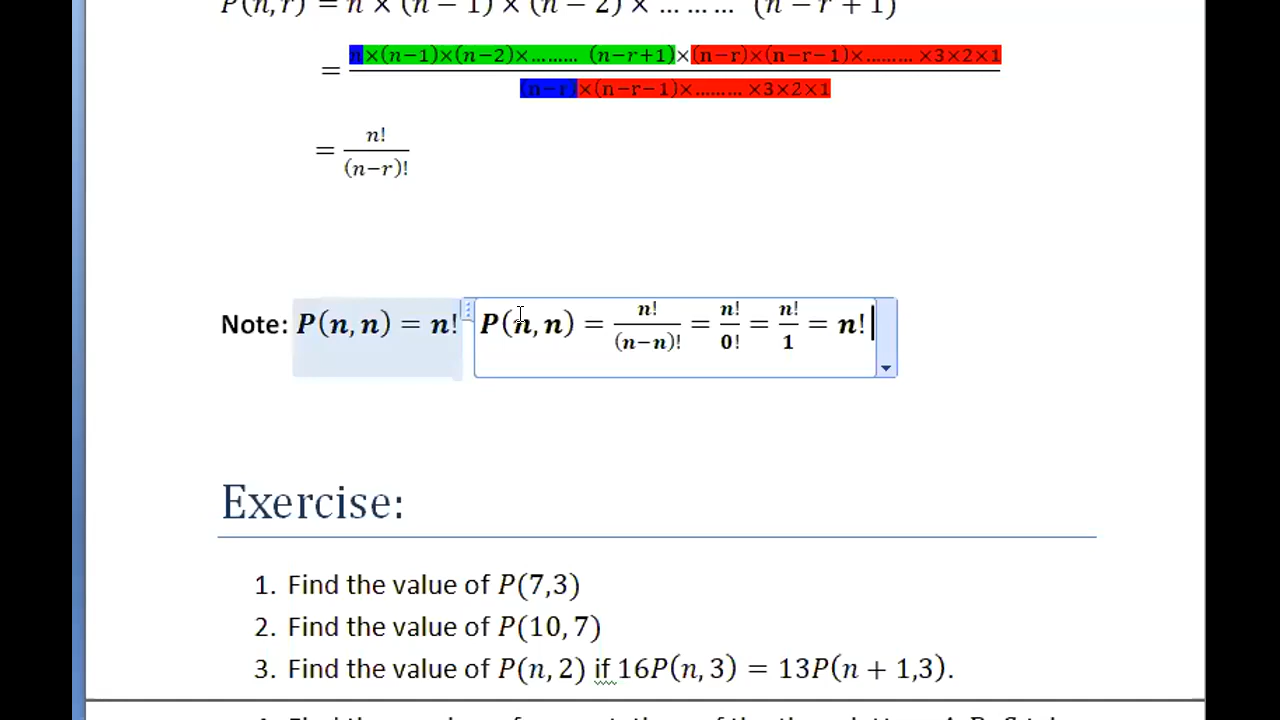 P(n, r) = n × (n − 1) × (n − 2) × … … … (n − r + 1)
= n×(n−1)×(n−2)×……… (n−r+1)×(n−r)×(n−r−1)×……… ×3×2×1
(n−r)×(n−r−1)×……… ×3×2×1
= n!
(n−r)!
Note: P(n, n) = n! P(n, n) = n!/(n−n)! = n!/0! = n!/1 = n!
Exercise:
1. Find the value of P(7,3)
2. Find the value of P(10, 7)
3. Find the value of P(n, 2) if 16P(n, 3) = 13P(n + 1,3).